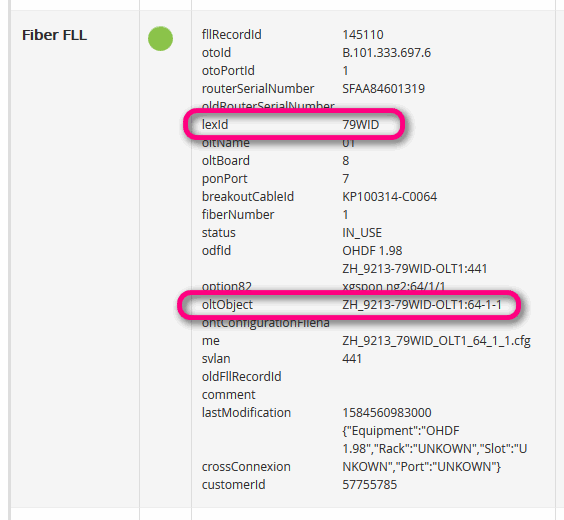 Fiber FLL
fllRecordId 145110
otoId B.101.333.697.6
otoPortId 1
routerSerialNumber SFAA84601319
oldRouterSerialNumber
lexId 79WID
oltName 01
oltBoard 8
ponPort 7
breakoutCableId KP100314-C0064
fiberNumber 1
status IN_USE
odfId OHDF 1.98
ZH_9213-79WID-OLT1:441
option82 xgspon ng2:64/1/1
oltObject ZH_9213-79WID-OLT1:64-1-1
ontConfigurationFilena
me ZH_9213_79WID_OLT1_64_1_1.cfg
svlan 441
oldFllRecordId
comment
lastModification 1584560983000
{"Equipment":"OHDF
1.98","Rack":"UNKOWN","Slot":"U
crossConnexion NKOWN","Port":"UNKOWN"}
customerId 57755785